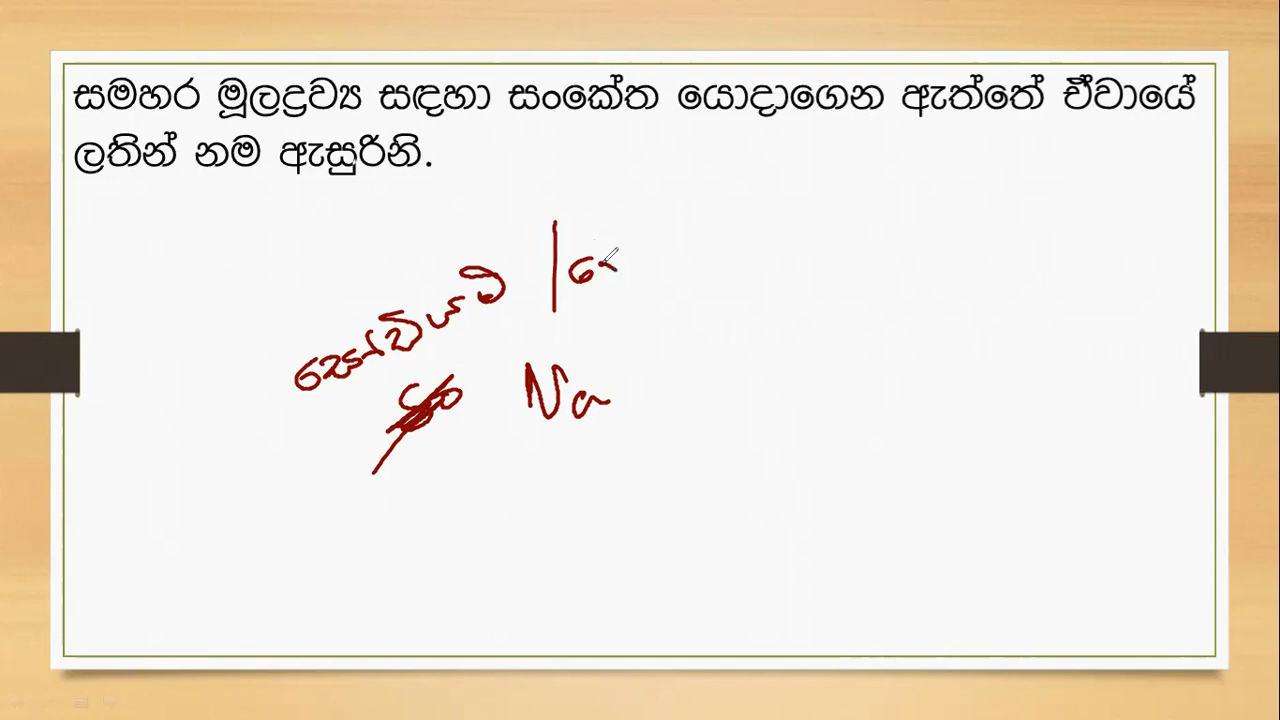 සමහර මූලද්‍රව්‍ය සඳහා සංකේත යොදාගෙන ඇත්තේ ඒවායේ
ලතින් නම ඇසුරිනි.
සෝඩියම්
Na